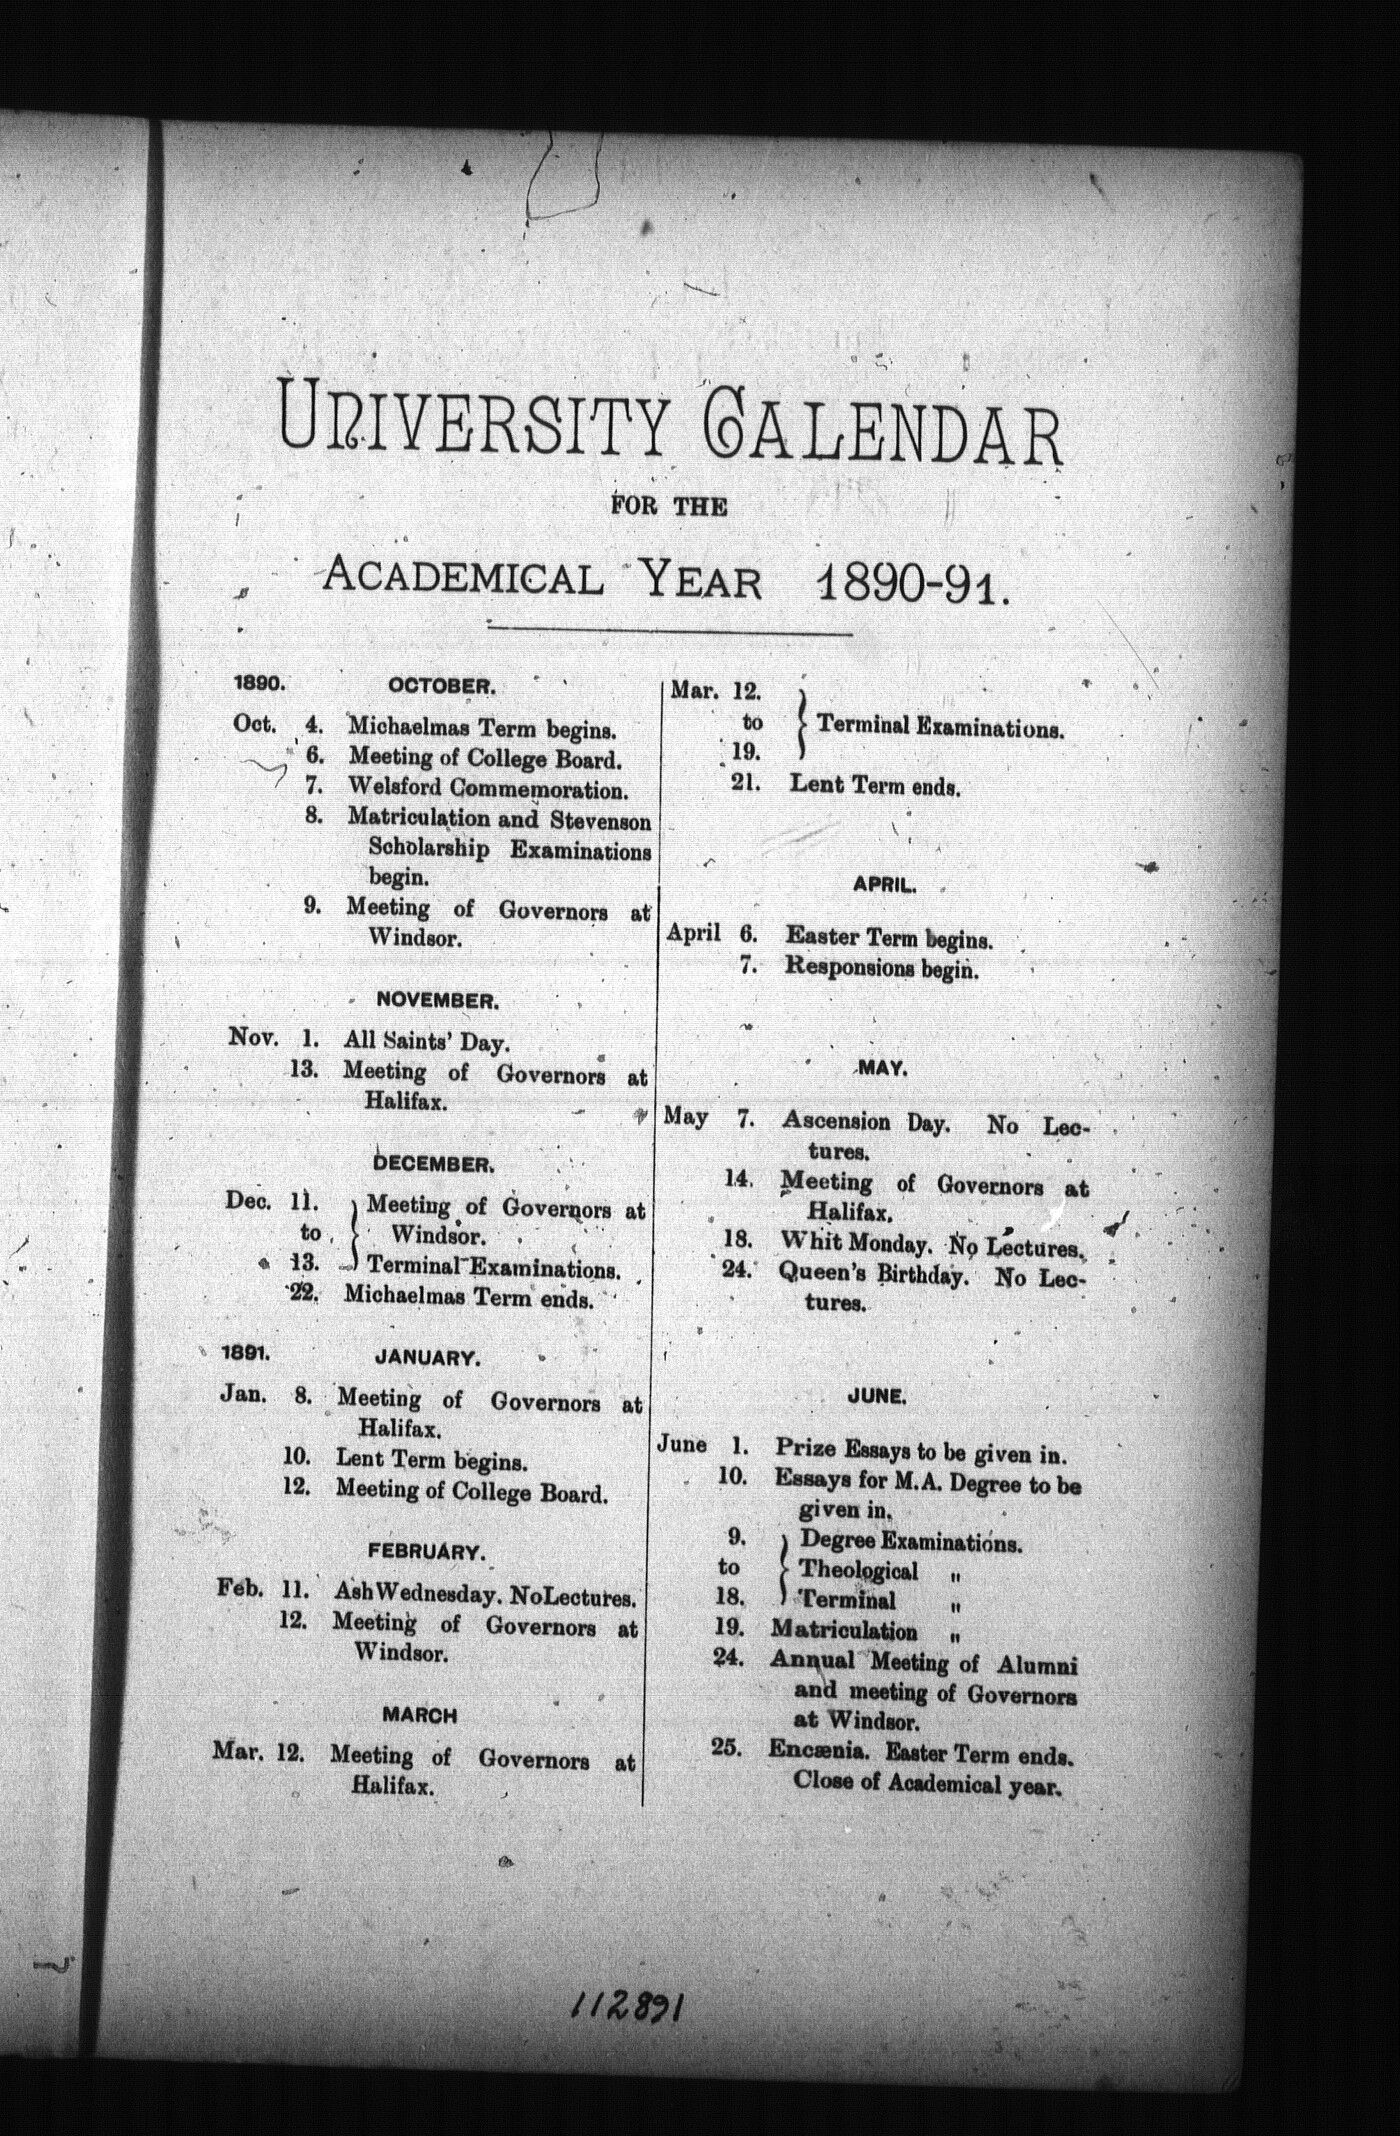 UNIVERSITY CALENDAR
FOR THE
ACADEMICAL YEAR 1890-91.
1890. OCTOBER.
Oct. 4. Michaelmas Term begins.
6. Meeting of College Board.
7. Welsford Commemoration.
8. Matriculation and Stevenson
Scholarship Examinations
begin.
9. Meeting of Governors at
Windsor.
NOVEMBER.
Nov. 1. All Saints' Day.
13. Meeting of Governors at
Halifax.
DECEMBER.
Dec. 11. Meeting of Governors at
to Windsor.
13. Terminal Examinations.
22. Michaelmas Term ends.
1891. JANUARY.
Jan. 8. Meeting of Governors at
Halifax.
10. Lent Term begins.
12. Meeting of College Board.
FEBRUARY.
Feb. 11. Ash Wednesday. No Lectures.
12. Meeting of Governors at
Windsor.
MARCH
Mar. 12. Meeting of Governors at
Halifax.
Mar. 12.
to Terminal Examinations.
19.
21. Lent Term ends.
APRIL.
April 6. Easter Term begins.
7. Responsions begin.
MAY.
May 7. Ascension Day. No Lec-
tures.
14. Meeting of Governors at
Halifax.
18. Whit Monday. No Lectures.
24. Queen's Birthday. No Lec-
tures.
JUNE.
June 1. Prize Essays to be given in.
10. Essays for M.A. Degree to be
given in.
9. Degree Examinations.
to Theological "
18. Terminal "
19. Matriculation "
24. Annual Meeting of Alumni
and meeting of Governors
at Windsor.
25. Encænia. Easter Term ends.
Close of Academical year.
112891